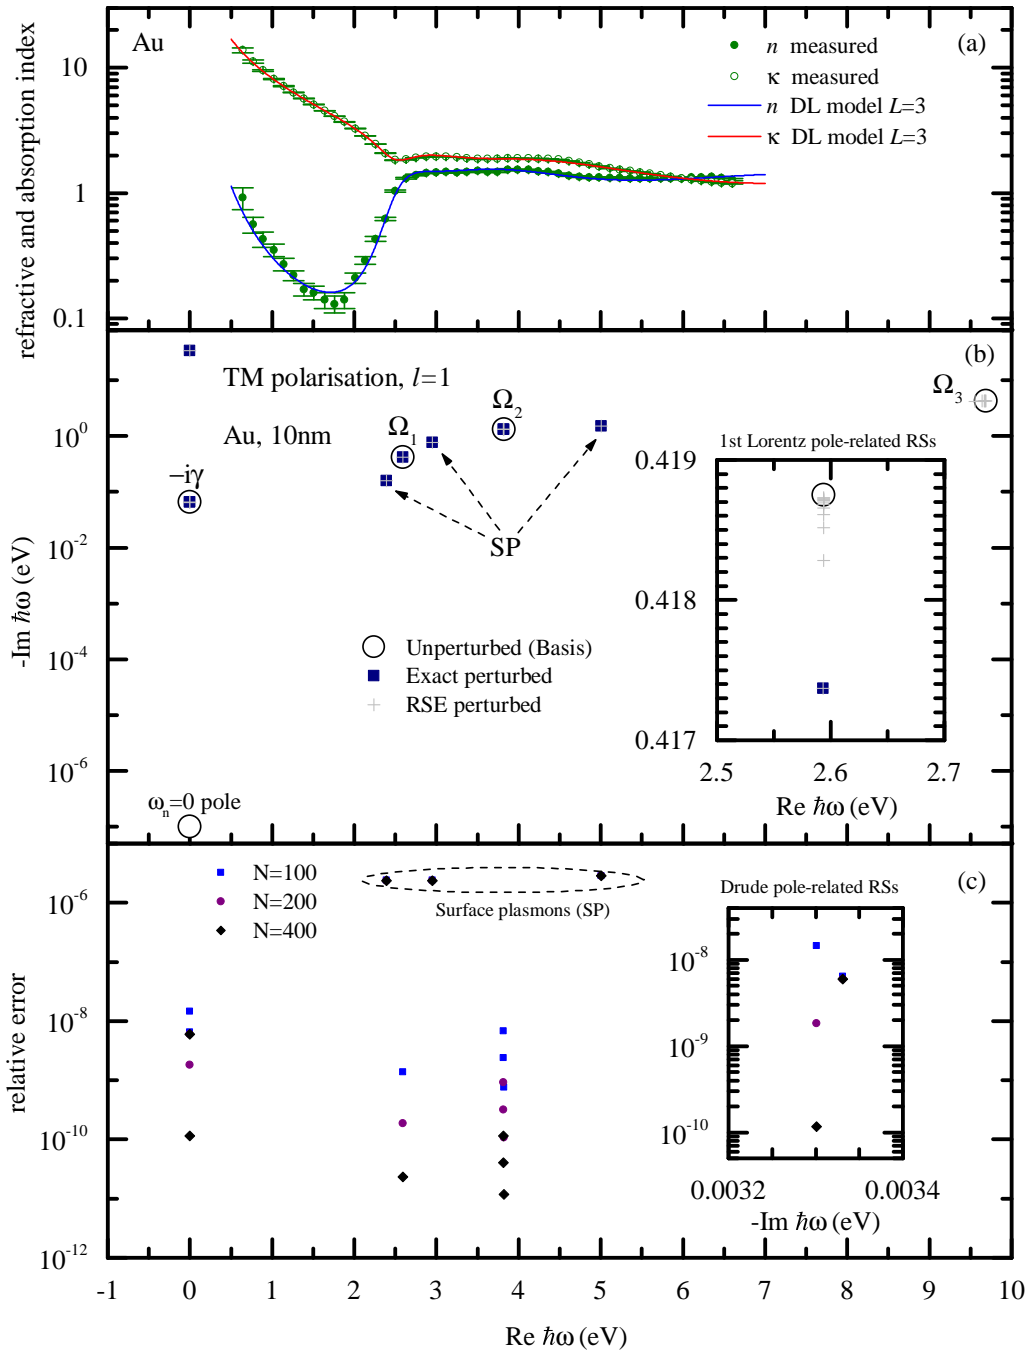 Au
n measured
κ measured
n DL model L=3
κ DL model L=3
(a)
refractive and absorption index
10
1
0.1
(b)
TM polarisation, l=1
Au, 10nm
−iγ
Ω₁
Ω₂
Ω₃
SP
1st Lorentz pole-related RSs
0.419
0.418
0.417
2.5 2.6 2.7
Re ℏω (eV)
Unperturbed (Basis)
Exact perturbed
RSE perturbed
ωₙ=0 pole
-Im ℏω (eV)
10⁰
10⁻²
10⁻⁴
10⁻⁶
(c)
N=100
N=200
N=400
Surface plasmons (SP)
Drude pole-related RSs
10⁻⁸
10⁻⁹
10⁻¹⁰
0.0032 0.0034
-Im ℏω (eV)
relative error
10⁻⁶
10⁻⁸
10⁻¹⁰
10⁻¹²
-1 0 1 2 3 4 5 6 7 8 9 10
Re ℏω (eV)